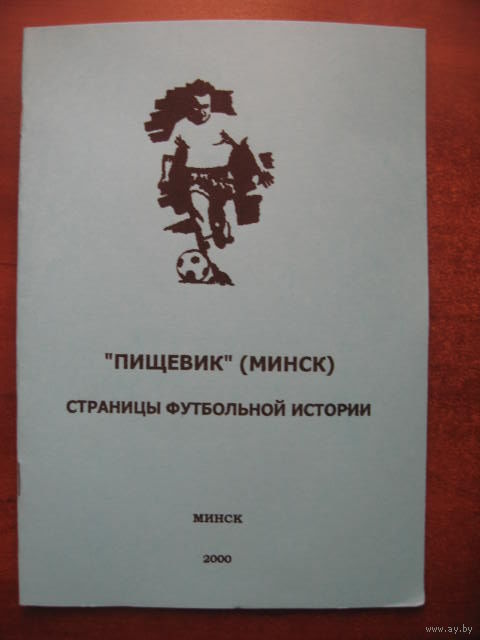 "ПИЩЕВИК" (МИНСК)
СТРАНИЦЫ ФУТБОЛЬНОЙ ИСТОРИИ
МИНСК
2000
© www.ay.by